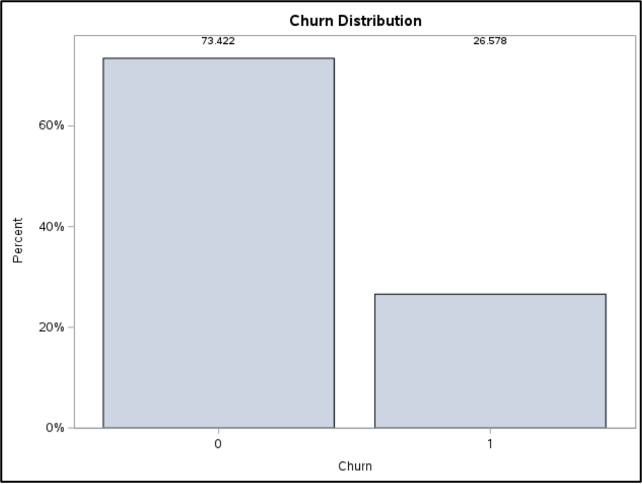 Churn Distribution
73.422 26.578
60%
40%
20%
0%
Percent
0 1
Churn